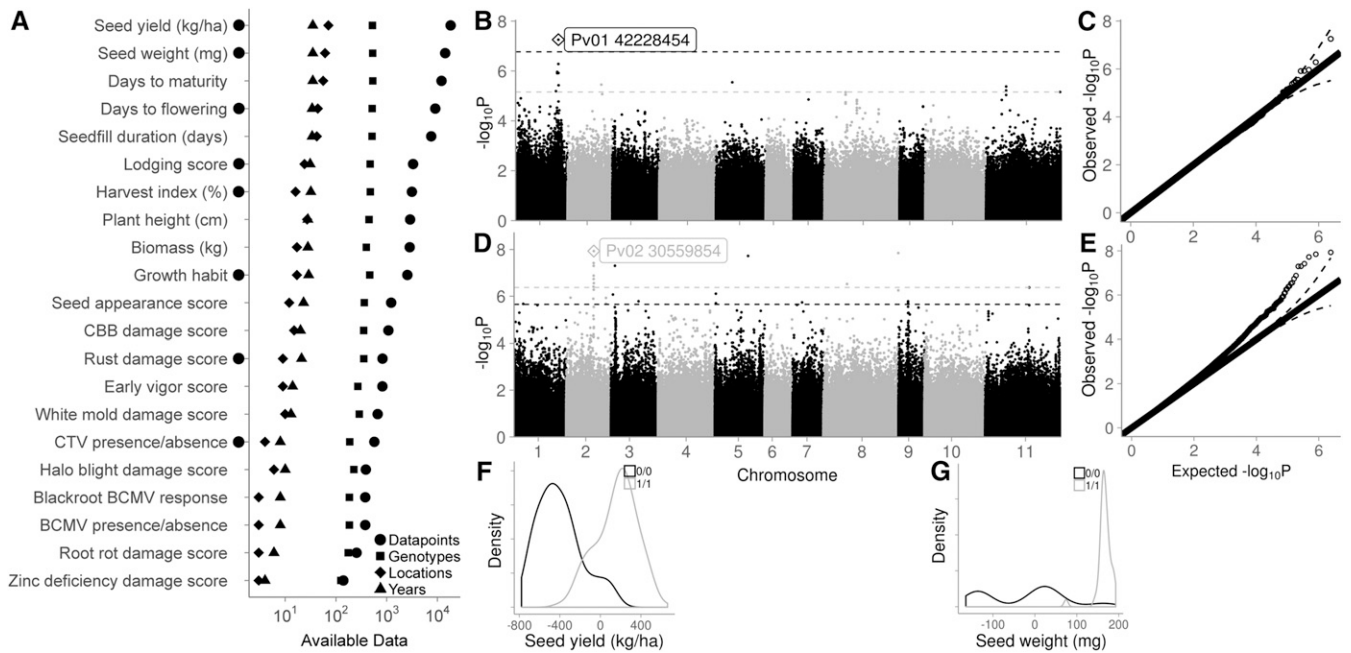 A
Seed yield (kg/ha)
Seed weight (mg)
Days to maturity
Days to flowering
Seedfill duration (days)
Lodging score
Harvest index (%)
Plant height (cm)
Biomass (kg)
Growth habit
Seed appearance score
CBB damage score
Rust damage score
Early vigor score
White mold damage score
CTV presence/absence
Halo blight damage score
Blackroot BCMV response
BCMV presence/absence
Root rot damage score
Zinc deficiency damage score
Datapoints
Genotypes
Locations
Years
10¹ 10² 10³ 10⁴
Available Data
B
8
6
4
2
0
-log₁₀P
Pv01 42228454
C
8
6
4
2
0
Observed -log₁₀P
0 2 4 6
D
8
6
4
2
0
-log₁₀P
Pv02 30559854
1 2 3 4 5 6 7 8 9 10 11
Chromosome
E
8
6
4
2
0
Observed -log₁₀P
0 2 4 6
Expected -log₁₀P
F
0/0
1/1
Density
-800 -400 0 400
Seed yield (kg/ha)
G
0/0
1/1
Density
-100 0 100 200
Seed weight (mg)